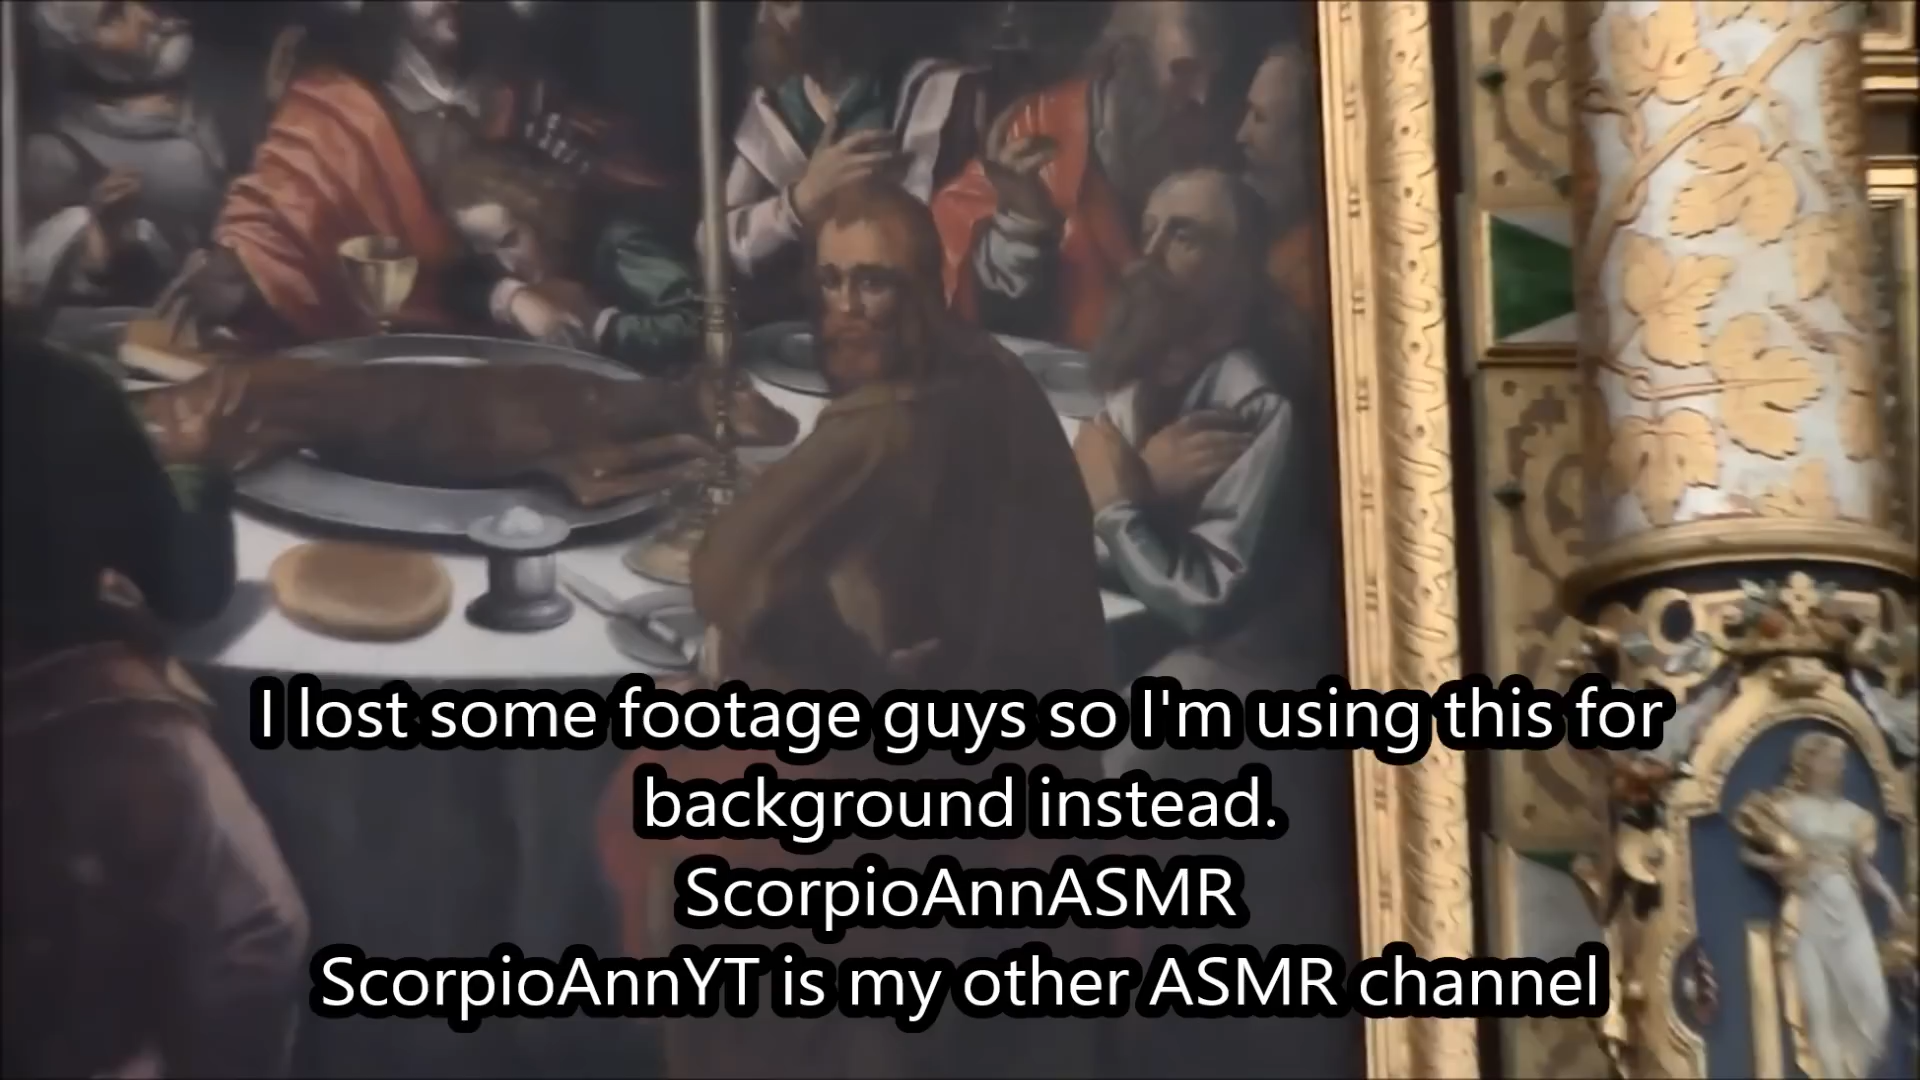 I lost some footage guys so I'm using this for
background instead.
ScorpioAnnASMR
ScorpioAnnYT is my other ASMR channel